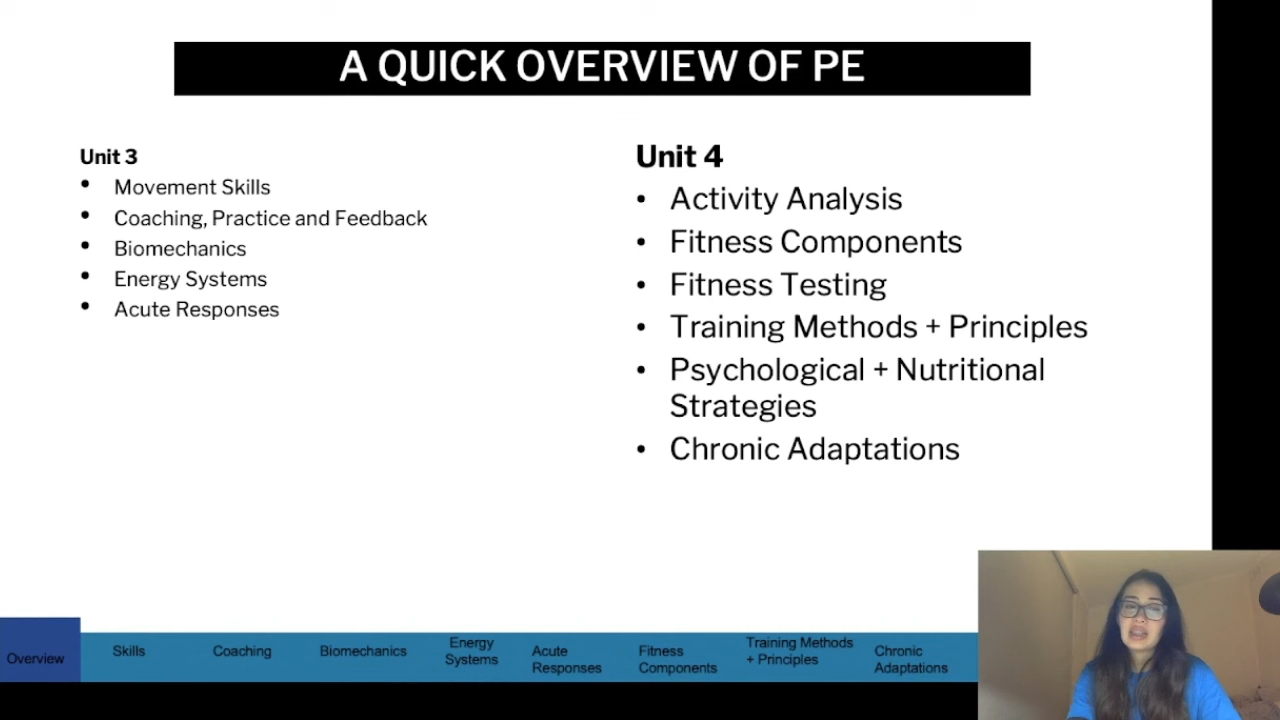 A QUICK OVERVIEW OF PE
Unit 3
• Movement Skills
• Coaching, Practice and Feedback
• Biomechanics
• Energy Systems
• Acute Responses
Unit 4
• Activity Analysis
• Fitness Components
• Fitness Testing
• Training Methods + Principles
• Psychological + Nutritional
Strategies
• Chronic Adaptations
Overview
Skills
Coaching
Biomechanics
Energy
Systems
Acute
Responses
Fitness
Components
Training Methods
+ Principles
Chronic
Adaptations